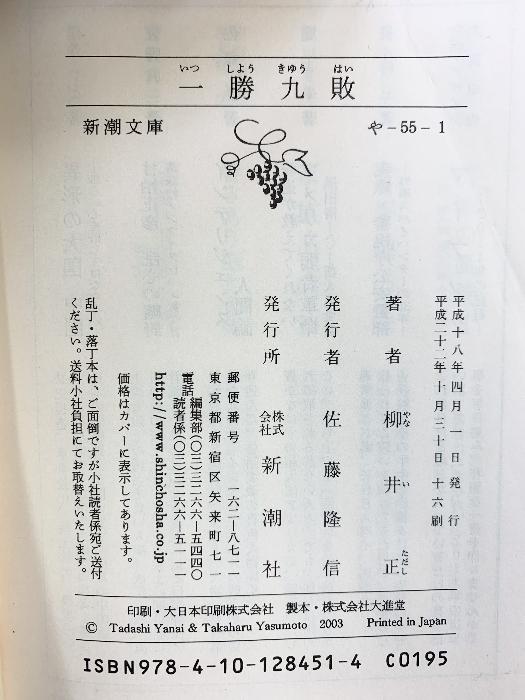 いつ しよう きゆう はい
一勝九敗
新潮文庫 や-55-1
平成十八年四月一日発行
平成二十二年十月三十日十六刷
著者 柳井正
やない ただし
発行者 佐藤隆信
発行所 株式会社 新潮社
郵便番号 一六二―八七一一
東京都新宿区矢来町七一
電話 編集部(〇三)三二六六―五四四〇
読者係(〇三)三二六六―五一一一
http://www.shinchosha.co.jp
価格はカバーに表示してあります。
乱丁・落丁本は、ご面倒ですが小社読者係宛ご送付
ください。送料小社負担にてお取替えいたします。
印刷・大日本印刷株式会社 製本・株式会社大進堂
© Tadashi Yanai & Takaharu Yasumoto 2003 Printed in Japan
ISBN978-4-10-128451-4 C0195